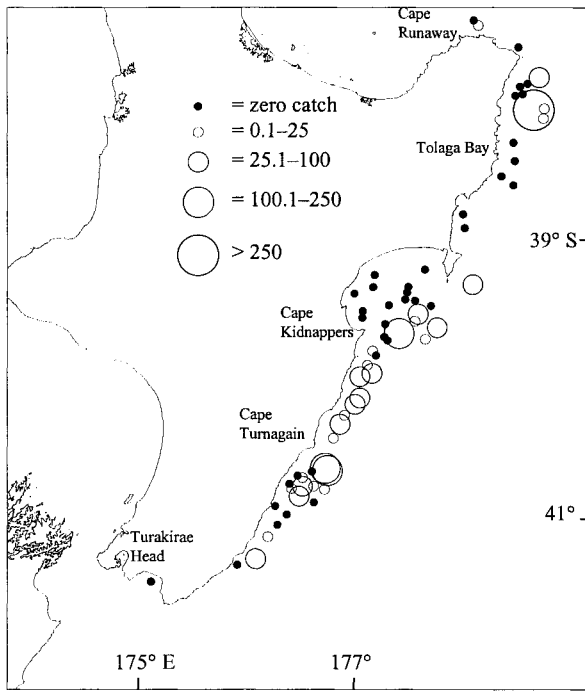 Cape
Runaway
= zero catch
= 0.1–25
= 25.1–100
= 100.1–250
> 250
Tolaga Bay
39° S
Cape
Kidnappers
Cape
Turnagain
41°
Turakirae
Head
175° E
177°